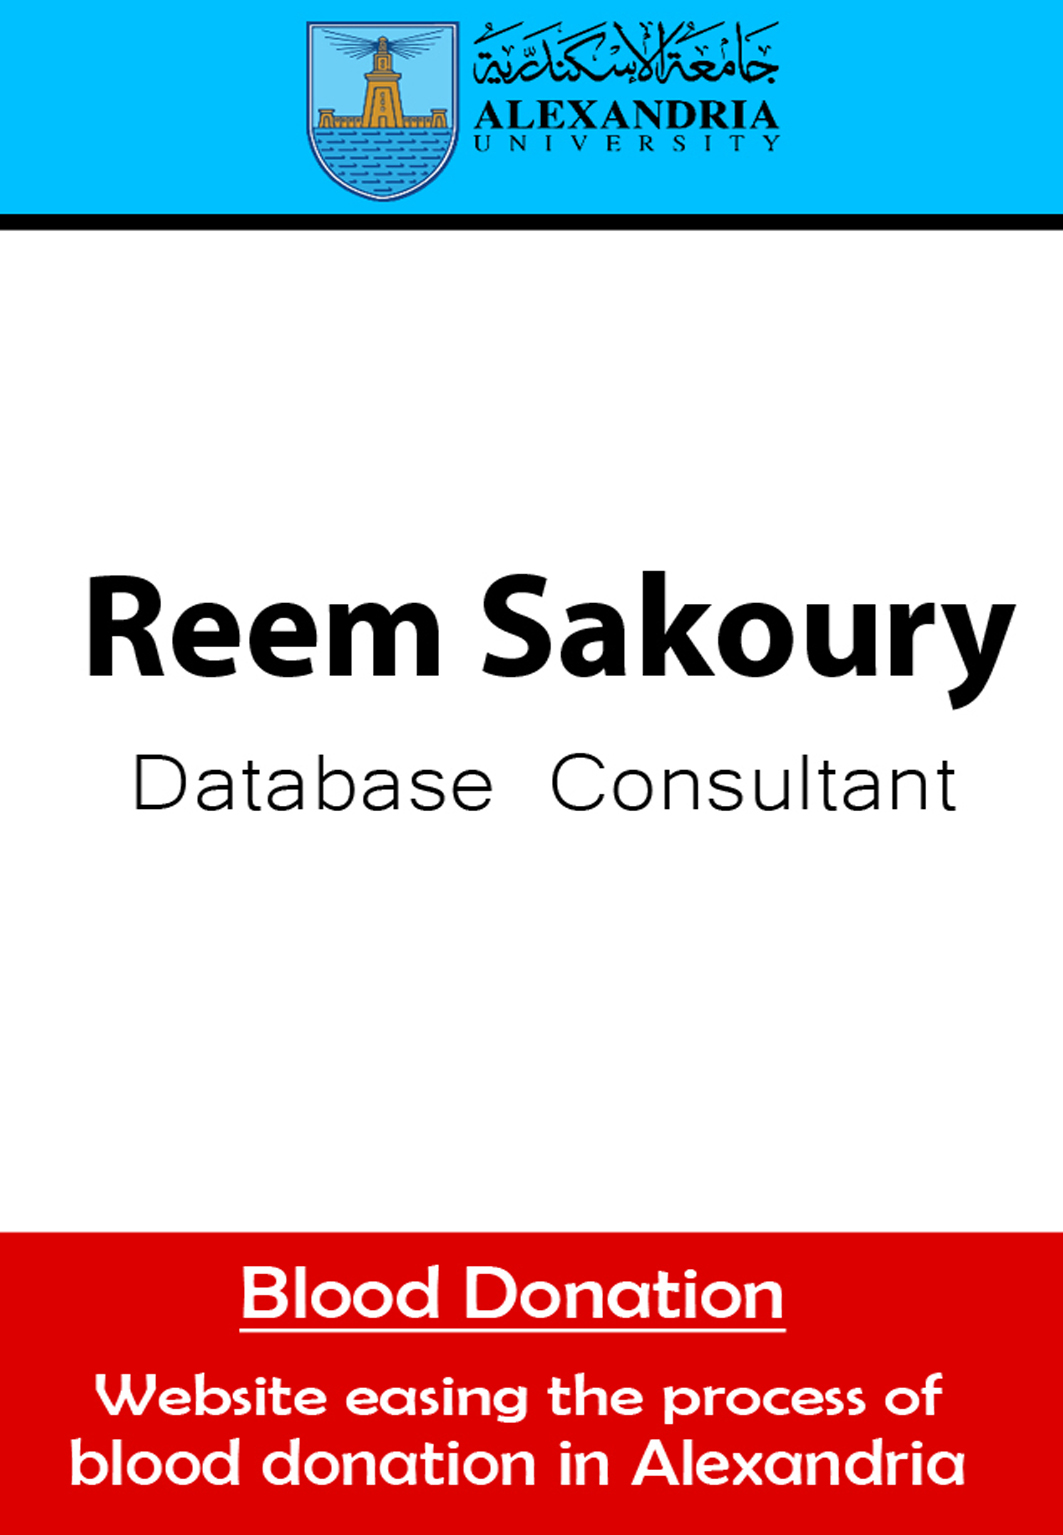 جامعة الإسكندرية
ALEXANDRIA
UNIVERSITY
Reem Sakoury
Database Consultant
Blood Donation
Website easing the process of
blood donation in Alexandria